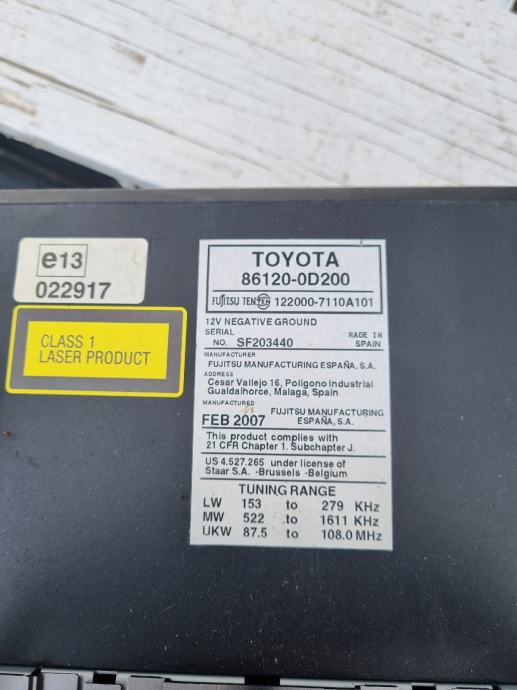 e13
022917
CLASS 1
LASER PRODUCT
TOYOTA
86120-0D200
FUJITSU TEN 122000-7110A101
12V NEGATIVE GROUND
SERIAL
NO. SF203440
MADE IN
SPAIN
MANUFACTURER
FUJITSU MANUFACTURING ESPAÑA, S.A.
ADDRESS
Cesar Vallejo 16, Poligono Industrial
Gualdalhorce, Malaga, Spain
MANUFACTURED
FEB 2007
FUJITSU MANUFACTURING
ESPAÑA, S.A.
This product complies with
21 CFR Chapter 1. Subchapter J.
US 4.527.265 under license of
Staar S.A. -Brussels -Belgium
TUNING RANGE
LW 153 to 279 KHz
MW 522 to 1611 KHz
UKW 87.5 to 108.0 MHz